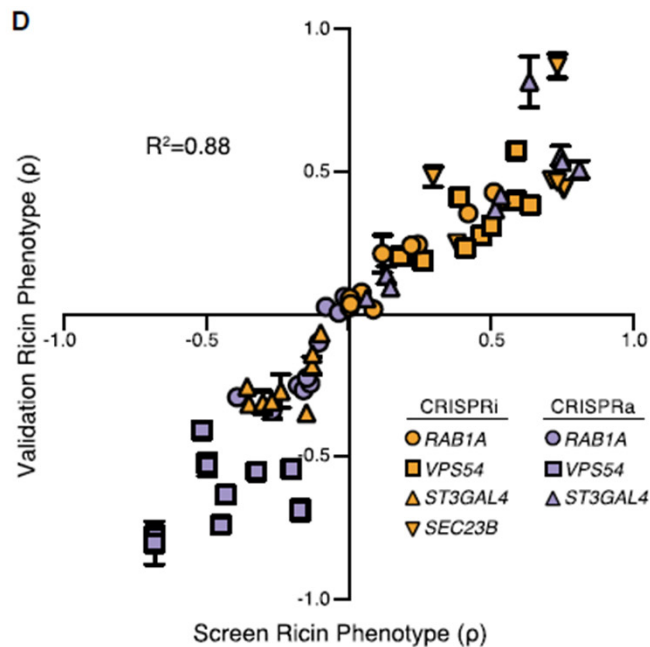 D
1.0
R²=0.88
0.5
Validation Ricin Phenotype (ρ)
-1.0
-0.5
0.5
1.0
CRISPRi
CRISPRa
RAB1A
RAB1A
VPS54
VPS54
ST3GAL4
ST3GAL4
SEC23B
-0.5
-1.0
Screen Ricin Phenotype (ρ)